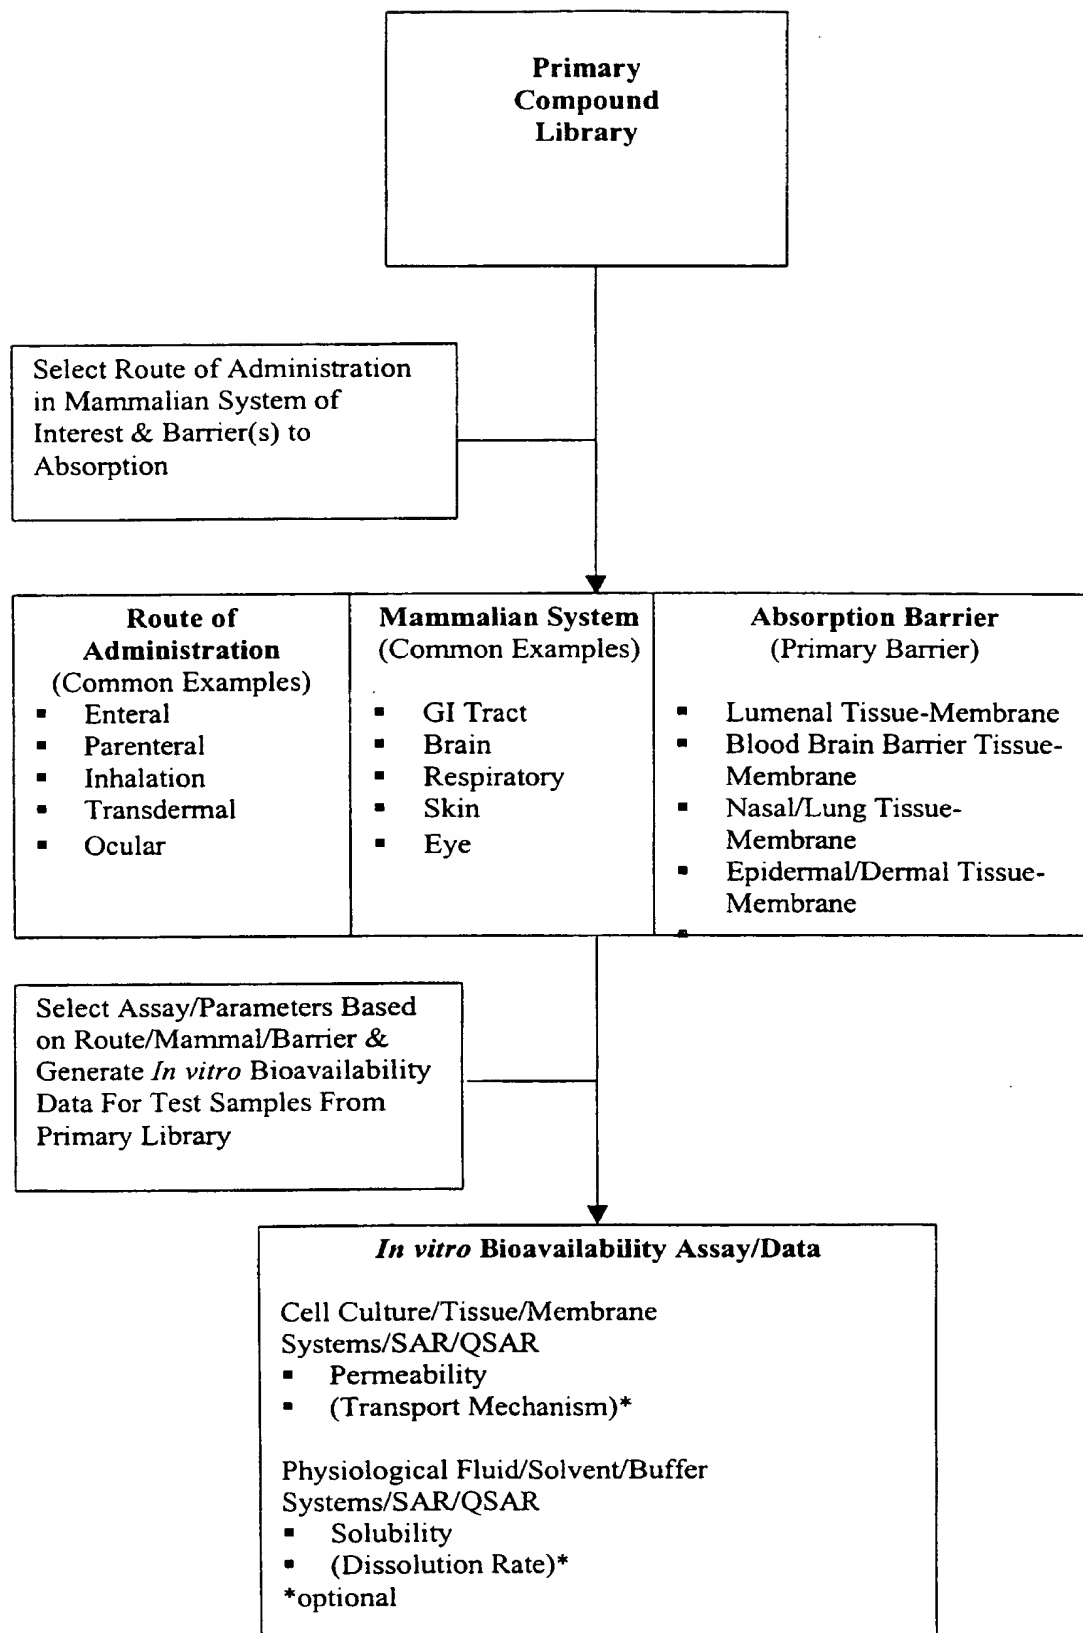 Primary
Compound
Library
Select Route of Administration
in Mammalian System of
Interest & Barrier(s) to
Absorption
Route of
Administration
(Common Examples)
▪ Enteral
▪ Parenteral
▪ Inhalation
▪ Transdermal
▪ Ocular
Mammalian System
(Common Examples)
▪ GI Tract
▪ Brain
▪ Respiratory
▪ Skin
▪ Eye
Absorption Barrier
(Primary Barrier)
▪ Lumenal Tissue-Membrane
▪ Blood Brain Barrier Tissue-
Membrane
▪ Nasal/Lung Tissue-
Membrane
▪ Epidermal/Dermal Tissue-
Membrane
▪
Select Assay/Parameters Based
on Route/Mammal/Barrier &
Generate In vitro Bioavailability
Data For Test Samples From
Primary Library
In vitro Bioavailability Assay/Data
Cell Culture/Tissue/Membrane
Systems/SAR/QSAR
▪ Permeability
▪ (Transport Mechanism)*
Physiological Fluid/Solvent/Buffer
Systems/SAR/QSAR
▪ Solubility
▪ (Dissolution Rate)*
*optional